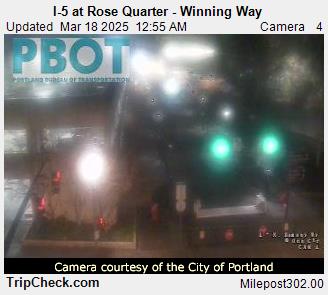 I-5 at Rose Quarter - Winning Way
Updated Mar 18 2025 12:55 AM Camera 4
PBOT
PORTLAND BUREAU OF TRANSPORTATION
Camera courtesy of the City of Portland
TripCheck.com Milepost302.00